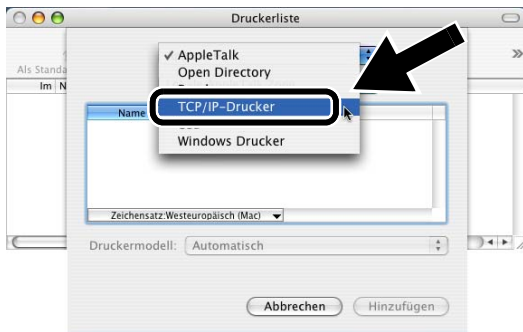 Druckerliste
Als Standa
Im N
✓ AppleTalk
Open Directory
TCP/IP-Drucker
Windows Drucker
Name
Zeichensatz:Westeuropäisch (Mac)
Druckermodell: Automatisch
Abbrechen Hinzufügen